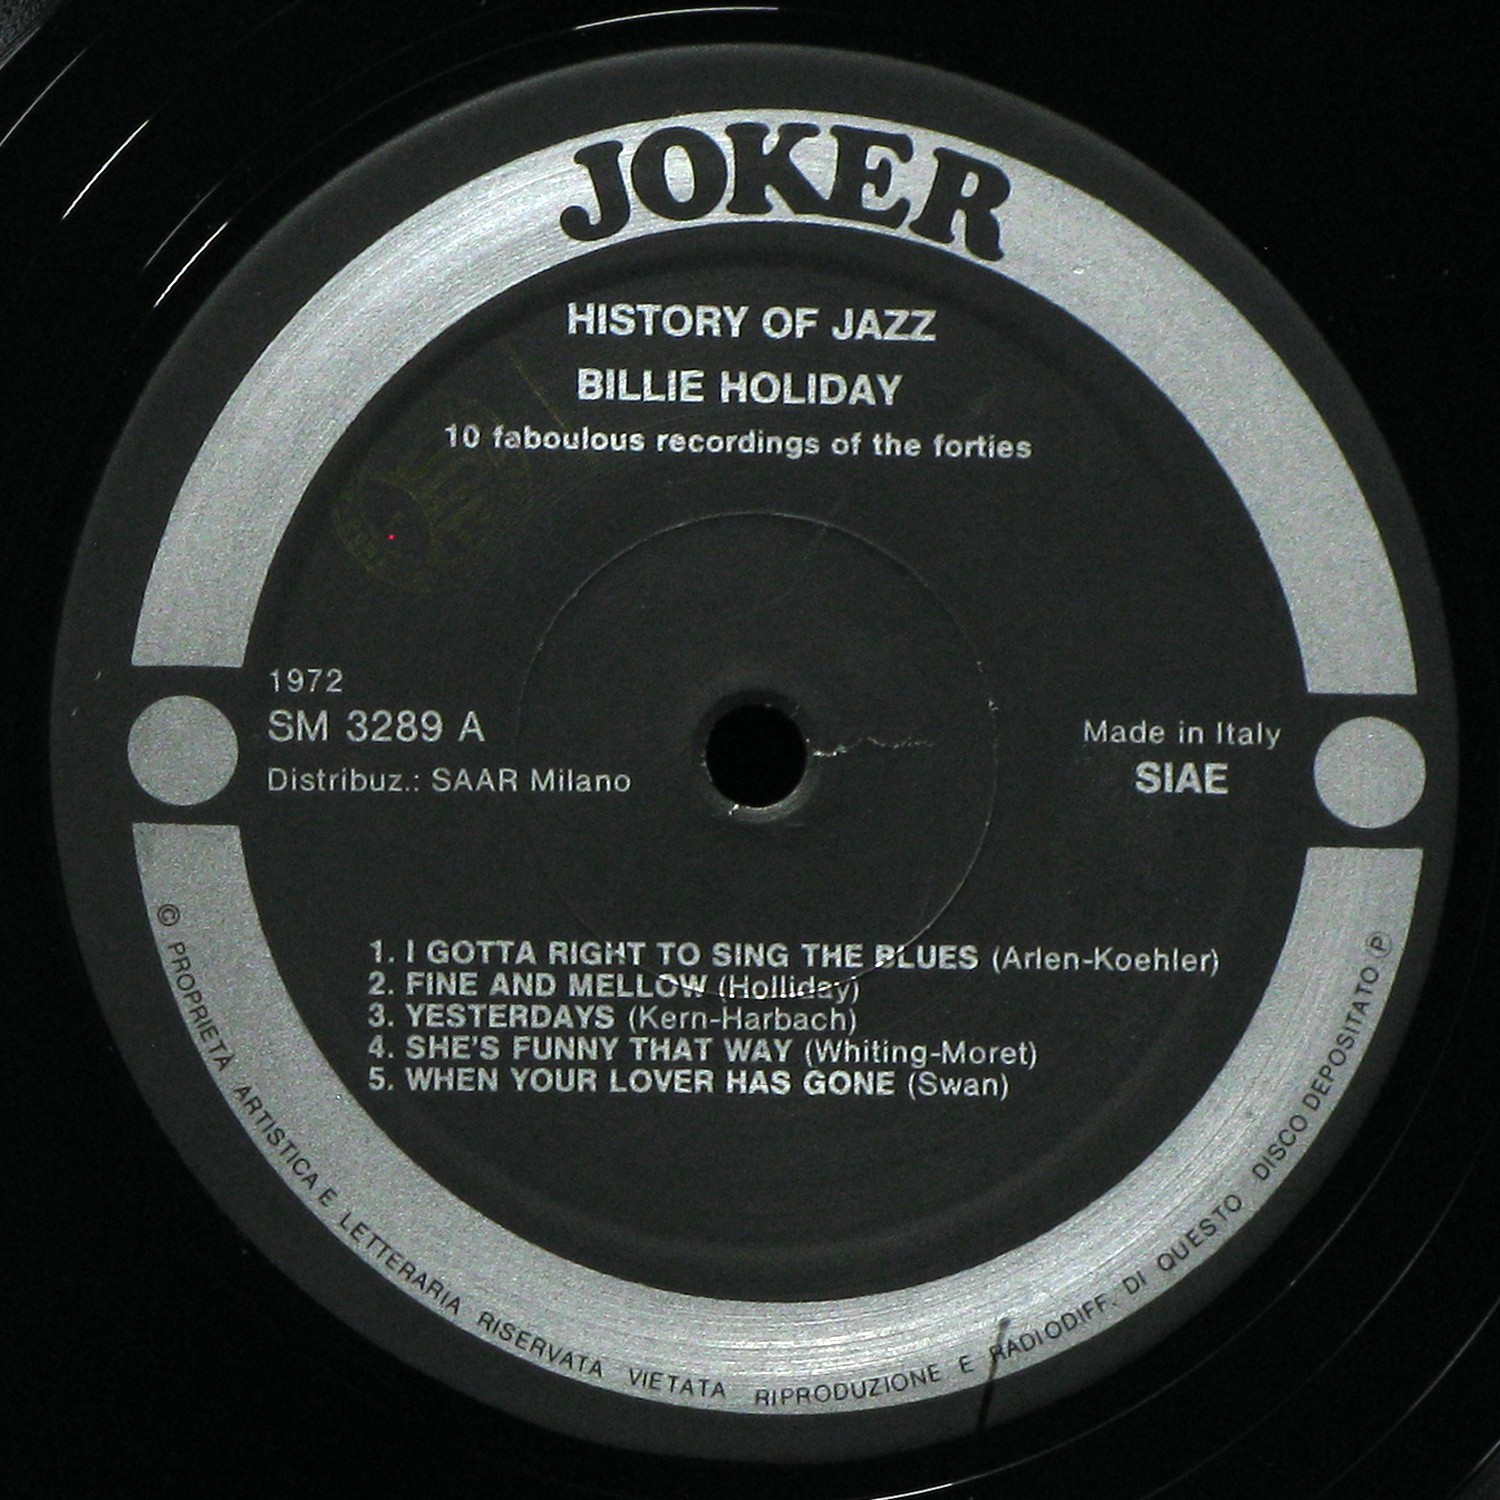 JOKER
HISTORY OF JAZZ
BILLIE HOLIDAY
10 faboulous recordings of the forties
1972
SM 3289 A
Distribuz.: SAAR Milano
Made in Italy
SIAE
1. I GOTTA RIGHT TO SING THE BLUES (Arlen-Koehler)
2. FINE AND MELLOW (Holliday)
3. YESTERDAYS (Kern-Harbach)
4. SHE'S FUNNY THAT WAY (Whiting-Moret)
5. WHEN YOUR LOVER HAS GONE (Swan)
© PROPRIETÀ ARTISTICA E LETTERARIA RISERVATA VIETATA RIPRODUZIONE E RADIODIFF. DI QUESTO DISCO DEPOSITATO ℗